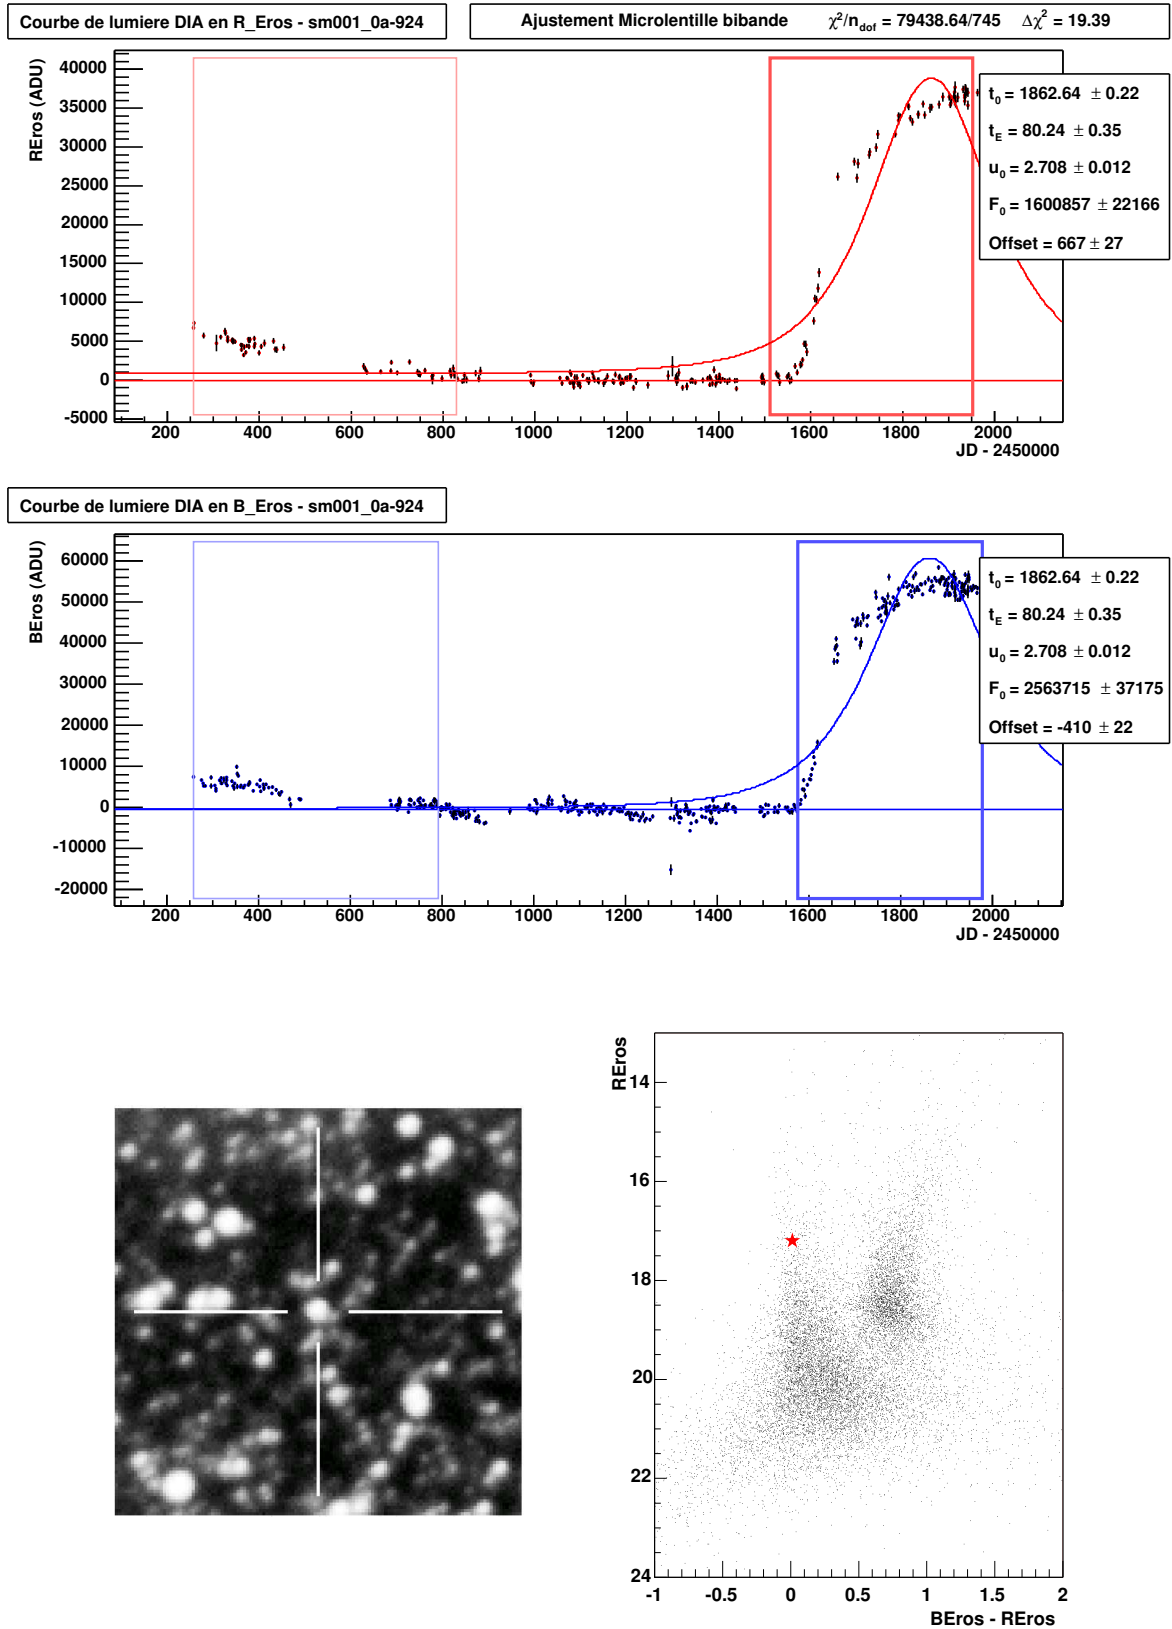 Courbe de lumiere DIA en R_Eros - sm001_0a-924
Ajustement Microlentille bibande χ²/n_dof = 79438.64/745 Δχ² = 19.39
REros (ADU)
40000
35000
30000
25000
20000
15000
10000
5000
0
-5000
t_0 = 1862.64 ± 0.22
t_E = 80.24 ± 0.35
u_0 = 2.708 ± 0.012
F_0 = 1600857 ± 22166
Offset = 667 ± 27
200 400 600 800 1000 1200 1400 1600 1800 2000
JD - 2450000
Courbe de lumiere DIA en B_Eros - sm001_0a-924
BEros (ADU)
60000
50000
40000
30000
20000
10000
0
-10000
-20000
t_0 = 1862.64 ± 0.22
t_E = 80.24 ± 0.35
u_0 = 2.708 ± 0.012
F_0 = 2563715 ± 37175
Offset = -410 ± 22
200 400 600 800 1000 1200 1400 1600 1800 2000
JD - 2450000
REros
14
16
18
20
22
24
-1 -0.5 0 0.5 1 1.5 2
BEros - REros